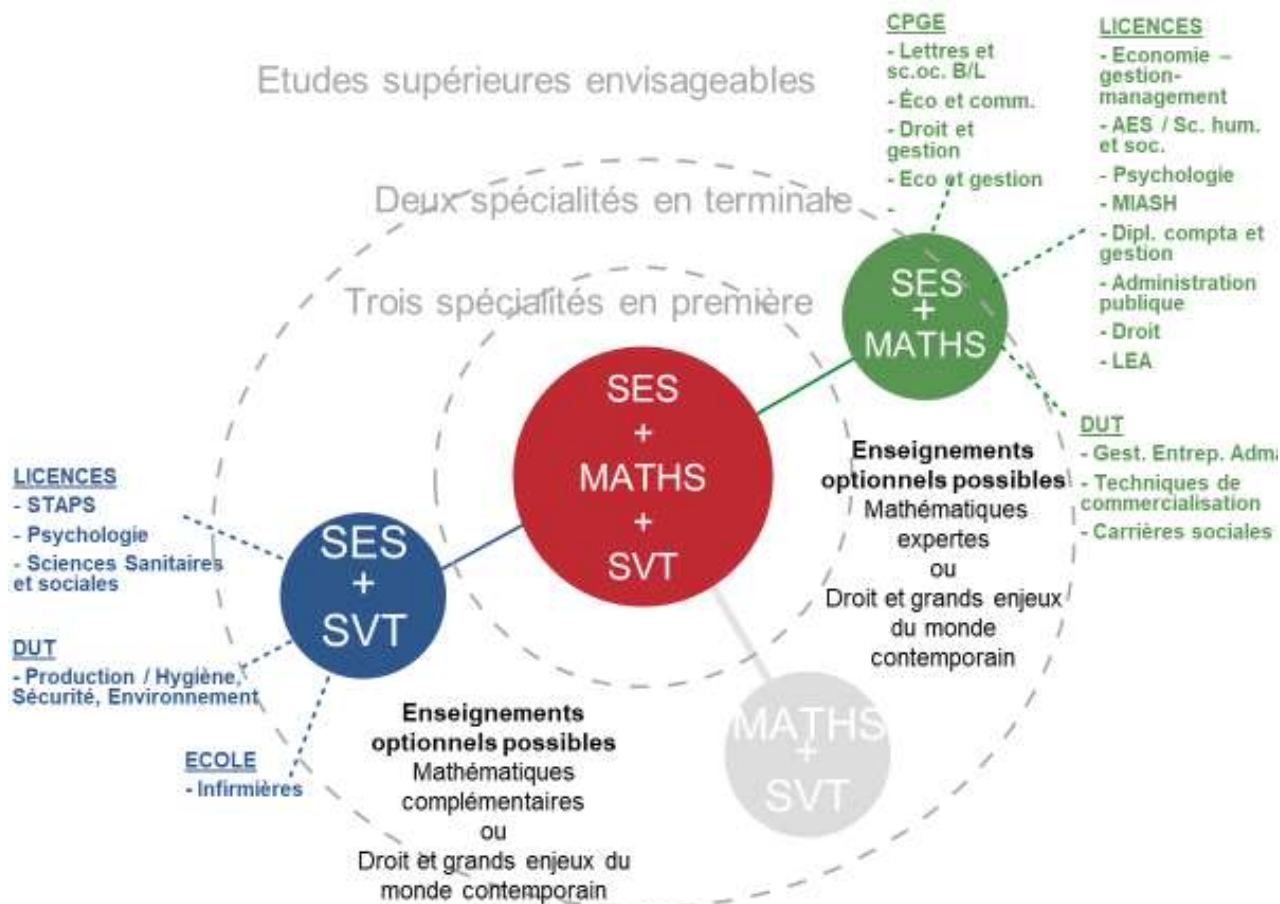 Etudes supérieures envisageables
Deux spécialités en terminale
Trois spécialités en première
SES
+
MATHS
+
SVT
SES
+
MATHS
CPGE
- Lettres et
sc.oc. B/L
- Éco et comm.
- Droit et
gestion
- Eco et gestion
-
LICENCES
- Economie –
gestion-
management
- AES / Sc. hum.
et soc.
- Psychologie
- MIASH
- Dipl. compta et
gestion
- Administration
publique
- Droit
- LEA
DUT
- Gest. Entrep. Adma
- Techniques de
commercialisation
- Carrières sociales
Enseignements
optionnels possibles
Mathématiques
expertes
ou
Droit et grands enjeux
du monde
contemporain
SES
+
SVT
LICENCES
- STAPS
- Psychologie
- Sciences Sanitaires
et sociales
DUT
- Production / Hygiène,
Sécurité, Environnement
ECOLE
- Infirmières
Enseignements
optionnels possibles
Mathématiques
complémentaires
ou
Droit et grands enjeux du
monde contemporain
MATHS
+
SVT